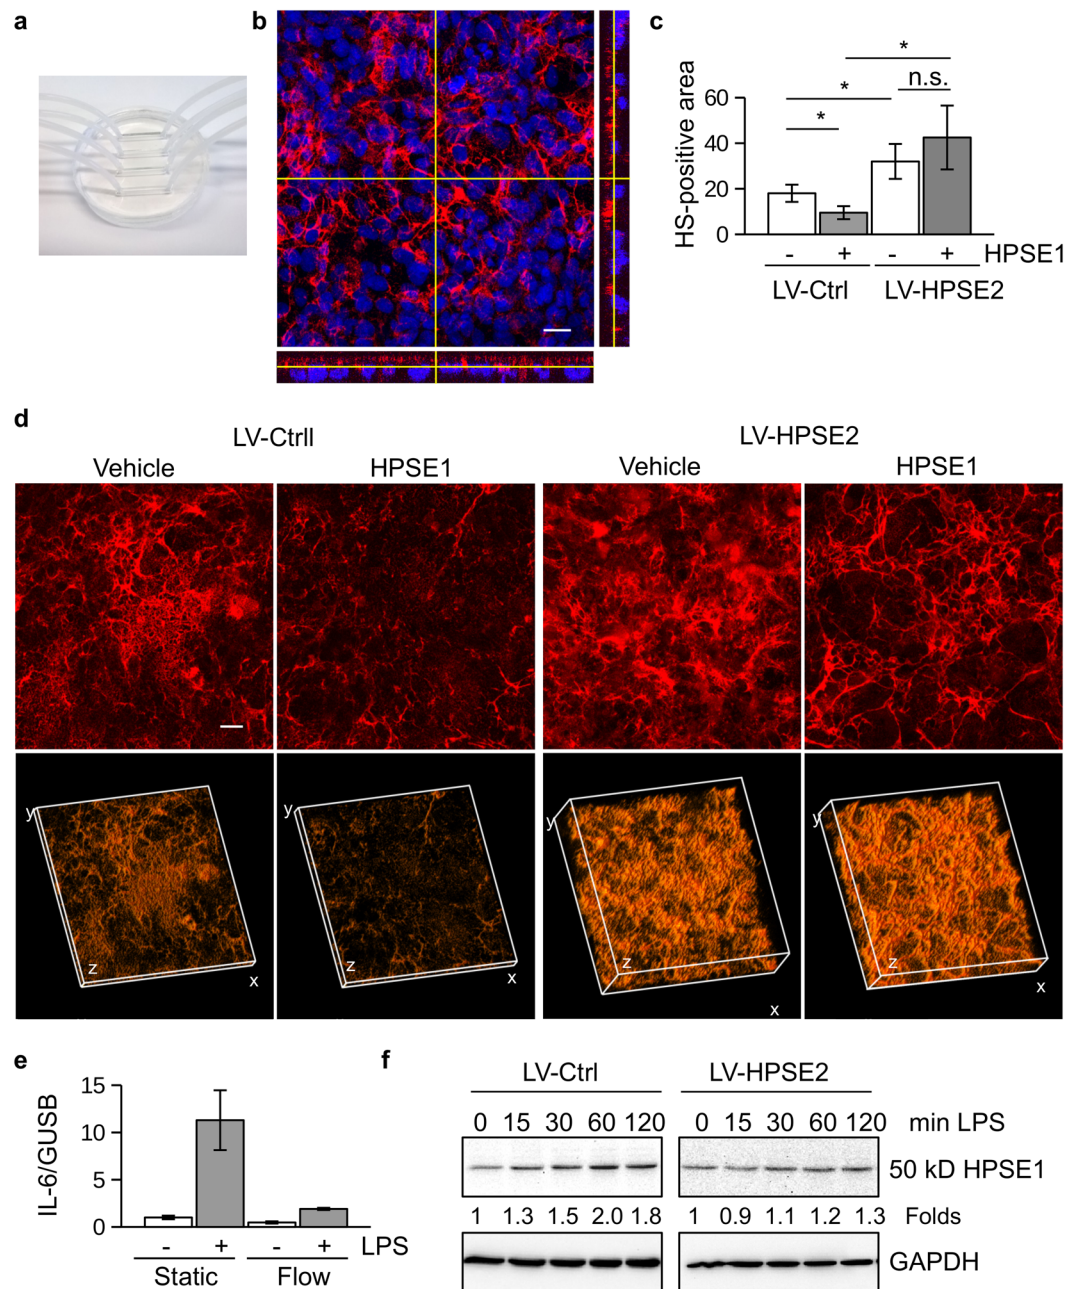 a
b
c
HS-positive area
60
40
20
0
*
*
*
n.s.
- + - + HPSE1
LV-Ctrl LV-HPSE2
d
LV-Ctrll LV-HPSE2
Vehicle HPSE1 Vehicle HPSE1
y z x
y z x
y z x
y z x
e
IL-6/GUSB
15
10
5
0
- + - + LPS
Static Flow
f
LV-Ctrl LV-HPSE2
0 15 30 60 120 0 15 30 60 120 min LPS
50 kD HPSE1
1 1.3 1.5 2.0 1.8 1 0.9 1.1 1.2 1.3 Folds
GAPDH